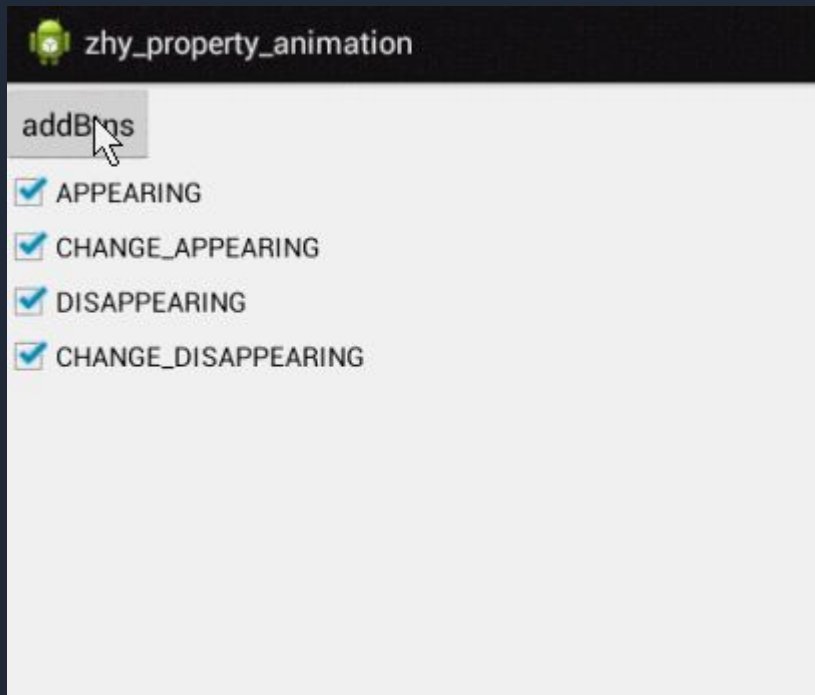 zhy_property_animation
addBtns
APPEARING
CHANGE_APPEARING
DISAPPEARING
CHANGE_DISAPPEARING